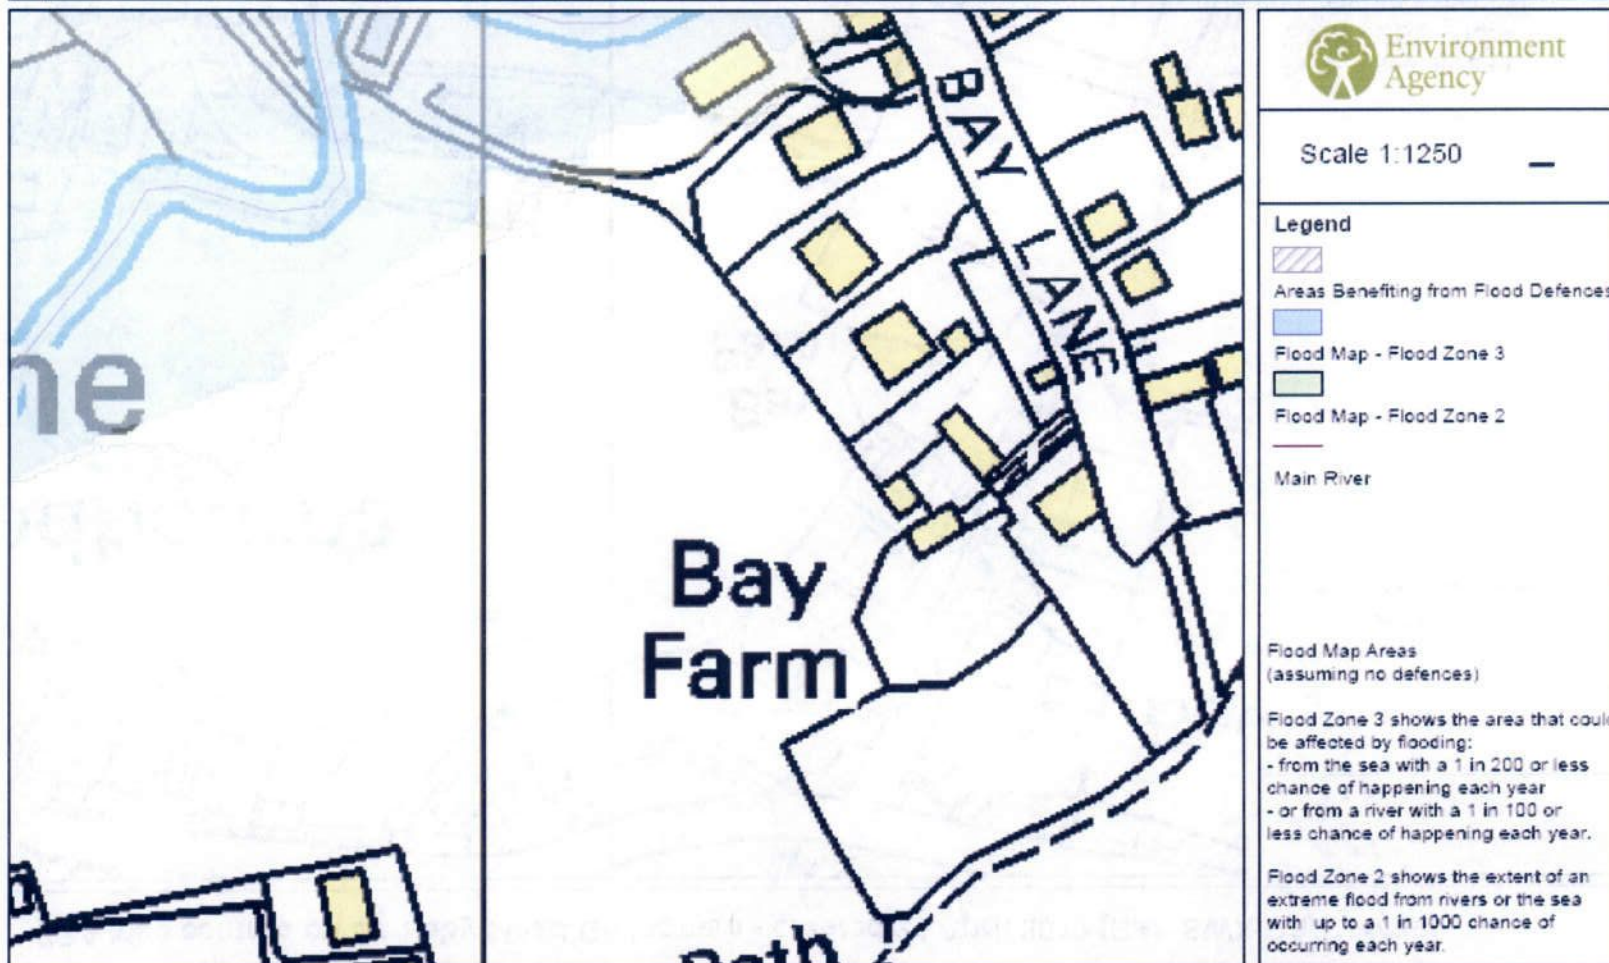 BAY LANE
ne
Bay
Farm
Environment
Agency
Scale 1:1250
Legend
Areas Benefiting from Flood Defences
Flood Map - Flood Zone 3
Flood Map - Flood Zone 2
Main River
Flood Map Areas
(assuming no defences)
Flood Zone 3 shows the area that could
be affected by flooding:
- from the sea with a 1 in 200 or less
chance of happening each year
- or from a river with a 1 in 100 or
less chance of happening each year.
Flood Zone 2 shows the extent of an
extreme flood from rivers or the sea
with up to a 1 in 1000 chance of
occurring each year.